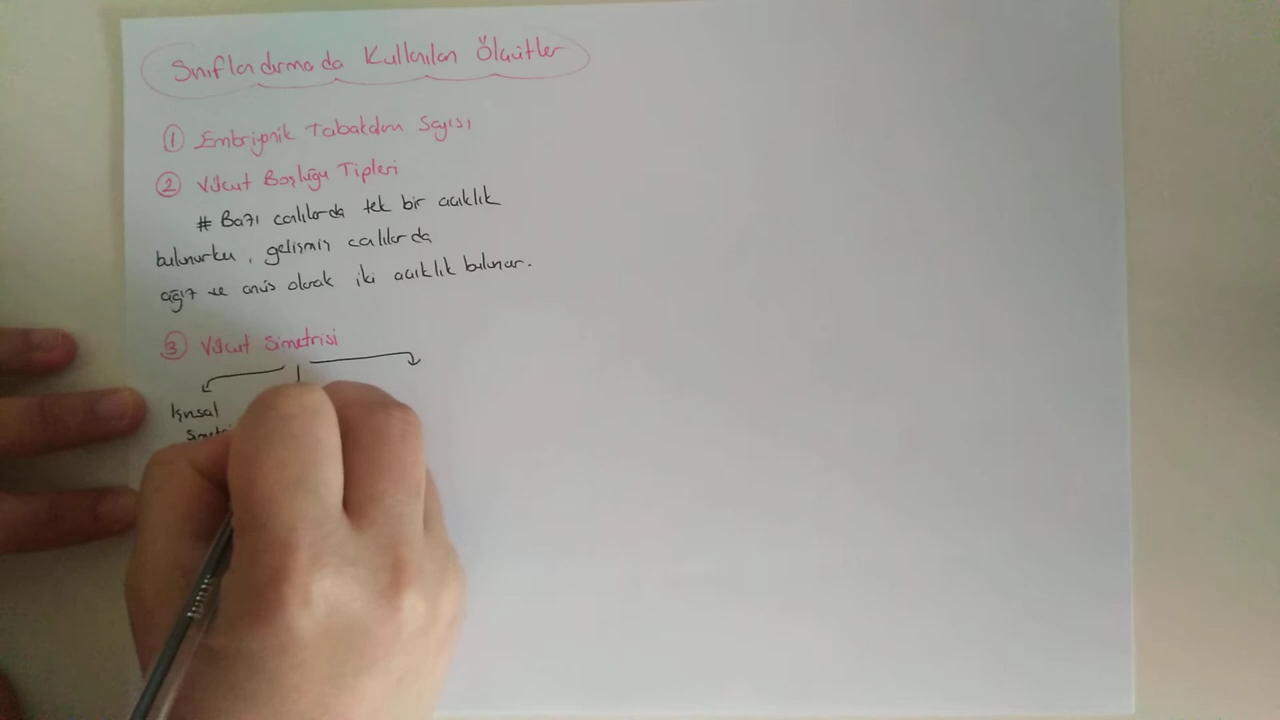 Sınıflandırmada Kullanılan Ölçütler
① Embriyonik Tabakaların Sayısı
② Vücut Boşluğu Tipleri
# Bazı canlılarda tek bir açıklık
bulunurken, gelişmiş canlılarda
ağız ve anüs olarak iki açıklık bulunur.
③ Vücut Simetrisi
Işınsal